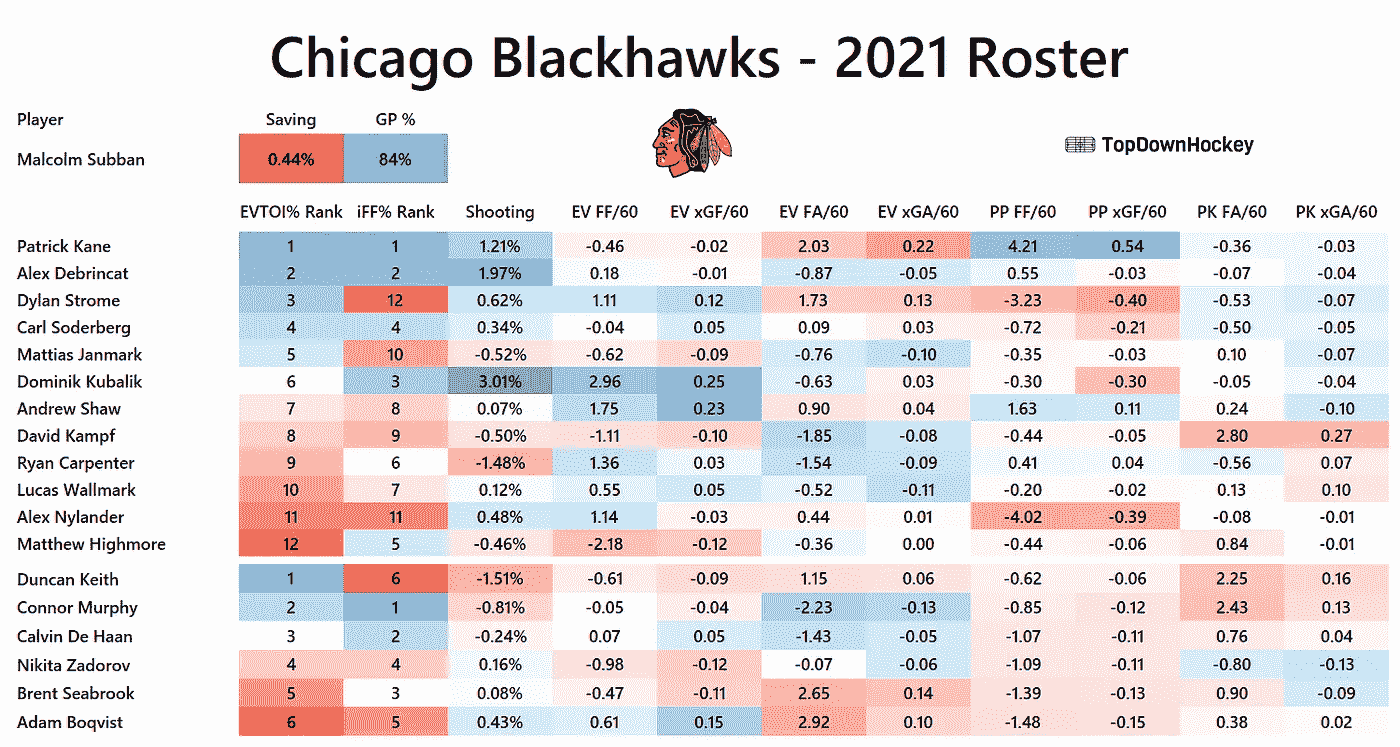 Chicago Blackhawks - 2021 Roster
Player Saving GP %
Malcolm Subban 0.44% 84%
TopDownHockey
EVTOI% Rank iFF% Rank Shooting EV FF/60 EV xGF/60 EV FA/60 EV xGA/60 PP FF/60 PP xGF/60 PK FA/60 PK xGA/60
Patrick Kane 1 1 1.21% -0.46 -0.02 2.03 0.22 4.21 0.54 -0.36 -0.03
Alex Debrincat 2 2 1.97% 0.18 -0.01 -0.87 -0.05 0.55 -0.03 -0.07 -0.04
Dylan Strome 3 12 0.62% 1.11 0.12 1.73 0.13 -3.23 -0.40 -0.53 -0.07
Carl Soderberg 4 4 0.34% -0.04 0.05 0.09 0.03 -0.72 -0.21 -0.50 -0.05
Mattias Janmark 5 10 -0.52% -0.62 -0.09 -0.76 -0.10 -0.35 -0.03 0.10 -0.07
Dominik Kubalik 6 3 3.01% 2.96 0.25 -0.63 0.03 -0.30 -0.30 -0.05 -0.04
Andrew Shaw 7 8 0.07% 1.75 0.23 0.90 0.04 1.63 0.11 0.24 -0.10
David Kampf 8 9 -0.50% -1.11 -0.10 -1.85 -0.08 -0.44 -0.05 2.80 0.27
Ryan Carpenter 9 6 -1.48% 1.36 0.03 -1.54 -0.09 0.41 0.04 -0.56 0.07
Lucas Wallmark 10 7 0.12% 0.55 0.05 -0.52 -0.11 -0.20 -0.02 0.13 0.10
Alex Nylander 11 11 0.48% 1.14 -0.03 0.44 0.01 -4.02 -0.39 -0.08 -0.01
Matthew Highmore 12 5 -0.46% -2.18 -0.12 -0.36 0.00 -0.44 -0.06 0.84 -0.01
Duncan Keith 1 6 -1.51% -0.61 -0.09 1.15 0.06 -0.62 -0.06 2.25 0.16
Connor Murphy 2 1 -0.81% -0.05 -0.04 -2.23 -0.13 -0.85 -0.12 2.43 0.13
Calvin De Haan 3 2 -0.24% 0.07 0.05 -1.43 -0.05 -1.07 -0.11 0.76 0.04
Nikita Zadorov 4 4 0.16% -0.98 -0.12 -0.07 -0.06 -1.09 -0.11 -0.80 -0.13
Brent Seabrook 5 3 0.08% -0.47 -0.11 2.65 0.14 -1.39 -0.13 0.90 -0.09
Adam Boqvist 6 5 0.43% 0.61 0.15 2.92 0.10 -1.48 -0.15 0.38 0.02